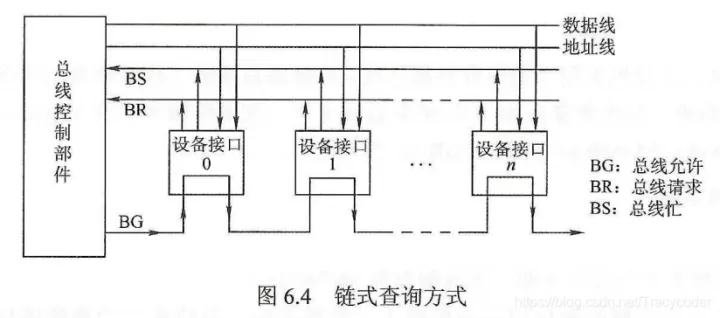 数据线
地址线
总线控制部件
BS
BR
设备接口
0
设备接口
1
···
设备接口
n
BG
BG：总线允许
BR：总线请求
BS：总线忙
图 6.4 链式查询方式
https://blog.csdn.net/Tracycoder